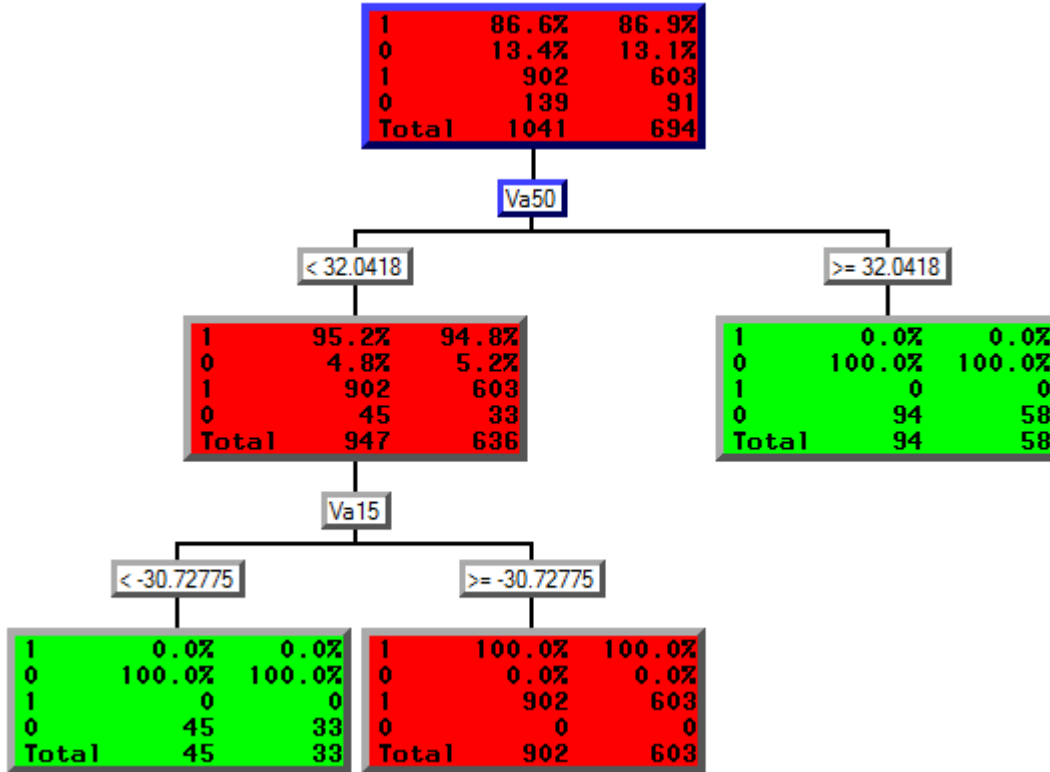 1 86.6% 86.9%
0 13.4% 13.1%
1 902 603
0 139 91
Total 1041 694
Va50
< 32.0418
>= 32.0418
1 95.2% 94.8%
0 4.8% 5.2%
1 902 603
0 45 33
Total 947 636
1 0.0% 0.0%
0 100.0% 100.0%
1 0 0
0 94 58
Total 94 58
Va15
< -30.72775
>= -30.72775
1 0.0% 0.0%
0 100.0% 100.0%
1 0 0
0 45 33
Total 45 33
1 100.0% 100.0%
0 0.0% 0.0%
1 902 603
0 0 0
Total 902 603